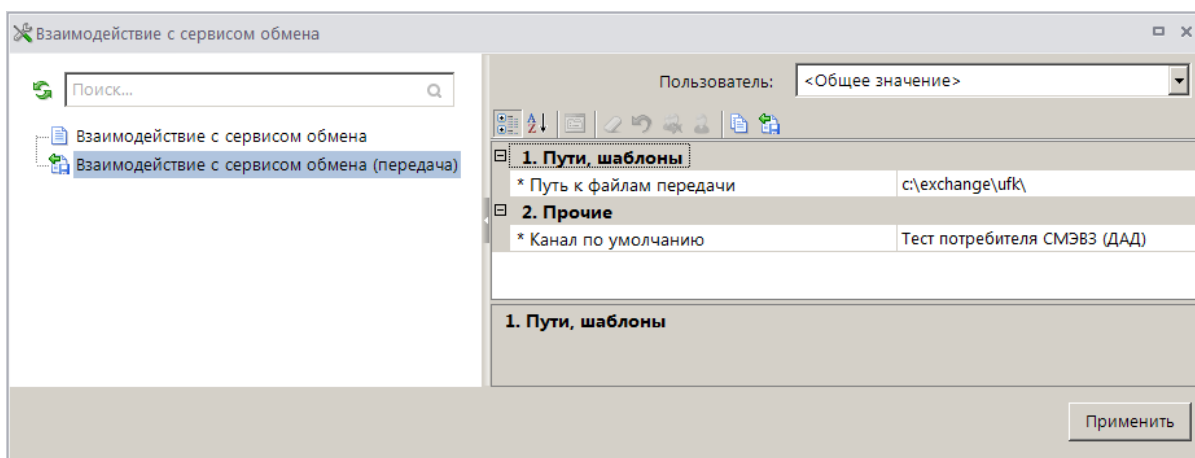 Взаимодействие с сервисом обмена
Поиск...
Взаимодействие с сервисом обмена
Взаимодействие с сервисом обмена (передача)
Пользователь: <Общее значение>
1. Пути, шаблоны
* Путь к файлам передачи c:\exchange\ufk\
2. Прочие
* Канал по умолчанию Тест потребителя СМЭВ3 (ДАД)
1. Пути, шаблоны
Применить